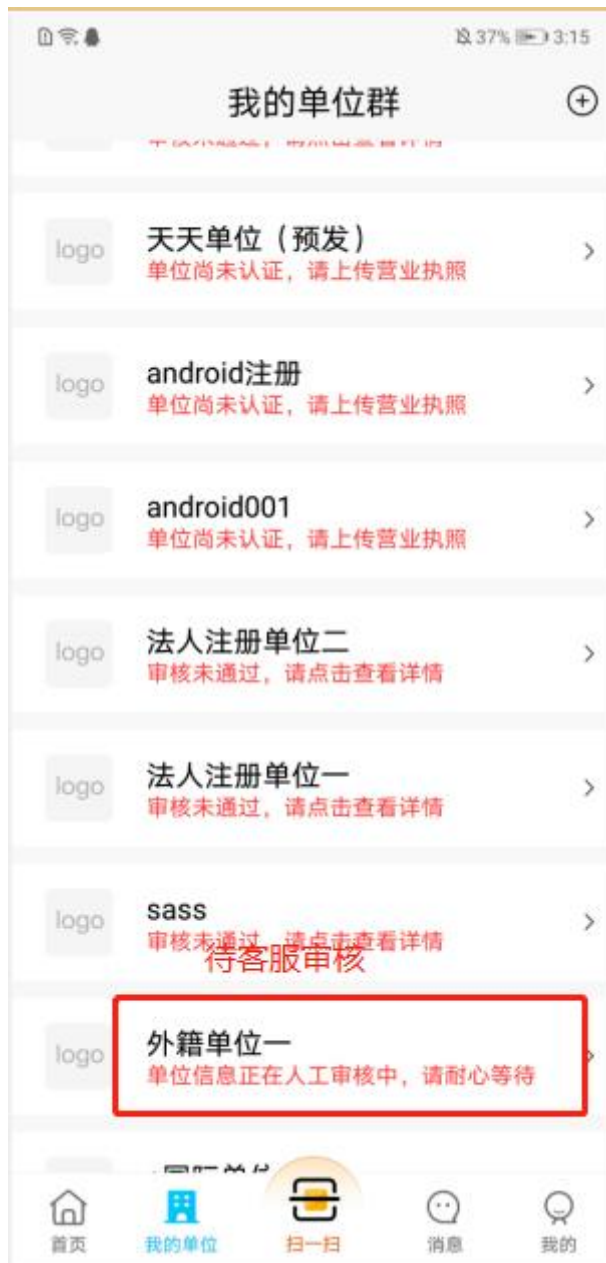 37% 3:15
我的单位群
logo
天天单位（预发）
单位尚未认证，请上传营业执照
logo
android注册
单位尚未认证，请上传营业执照
logo
android001
单位尚未认证，请上传营业执照
logo
法人注册单位二
审核未通过，请点击查看详情
logo
法人注册单位一
审核未通过，请点击查看详情
logo
sass
审核未通过，请点击查看详情
待客服审核
logo
外籍单位一
单位信息正在人工审核中，请耐心等待
首页
我的单位
扫一扫
消息
我的